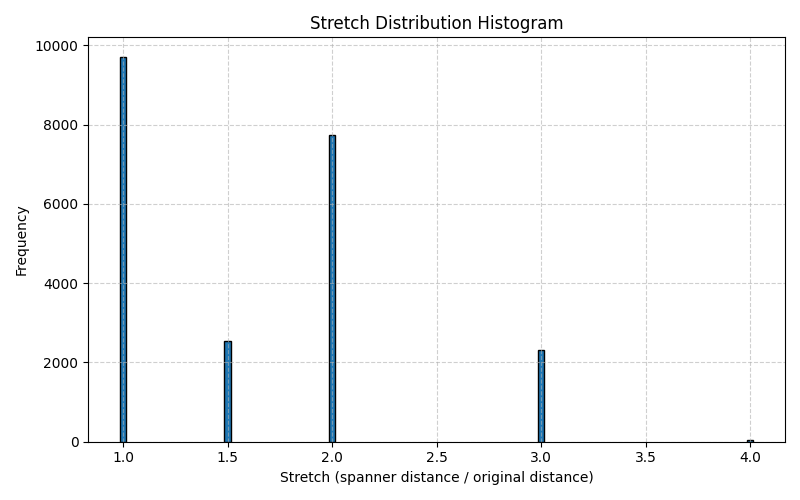 Stretch Distribution Histogram
10000
8000
6000
4000
2000
0
Frequency
1.0 1.5 2.0 2.5 3.0 3.5 4.0
Stretch (spanner distance / original distance)